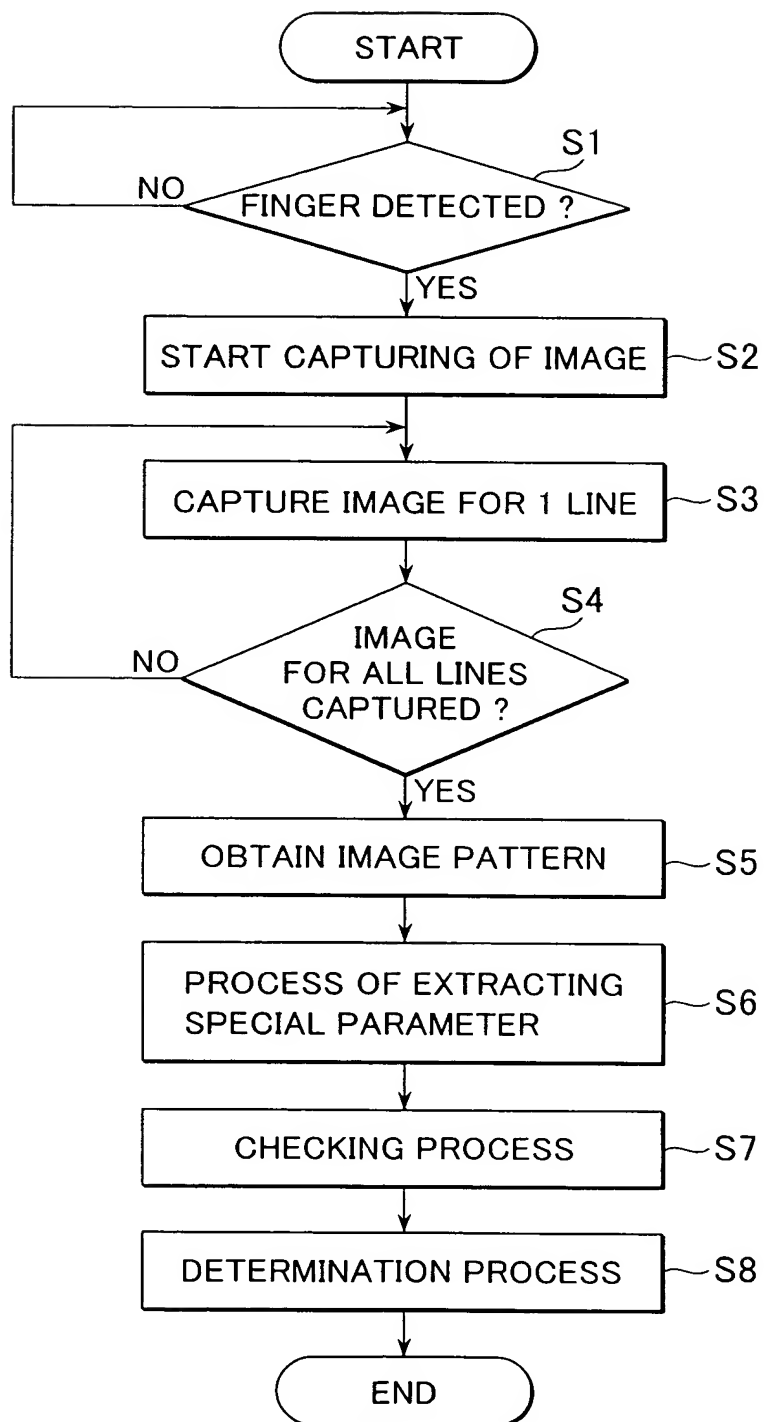 START
S1
NO
FINGER DETECTED ?
YES
START CAPTURING OF IMAGE
S2
CAPTURE IMAGE FOR 1 LINE
S3
S4
IMAGE
NO
FOR ALL LINES
CAPTURED ?
YES
OBTAIN IMAGE PATTERN
S5
PROCESS OF EXTRACTING
SPECIAL PARAMETER
S6
CHECKING PROCESS
S7
DETERMINATION PROCESS
S8
END